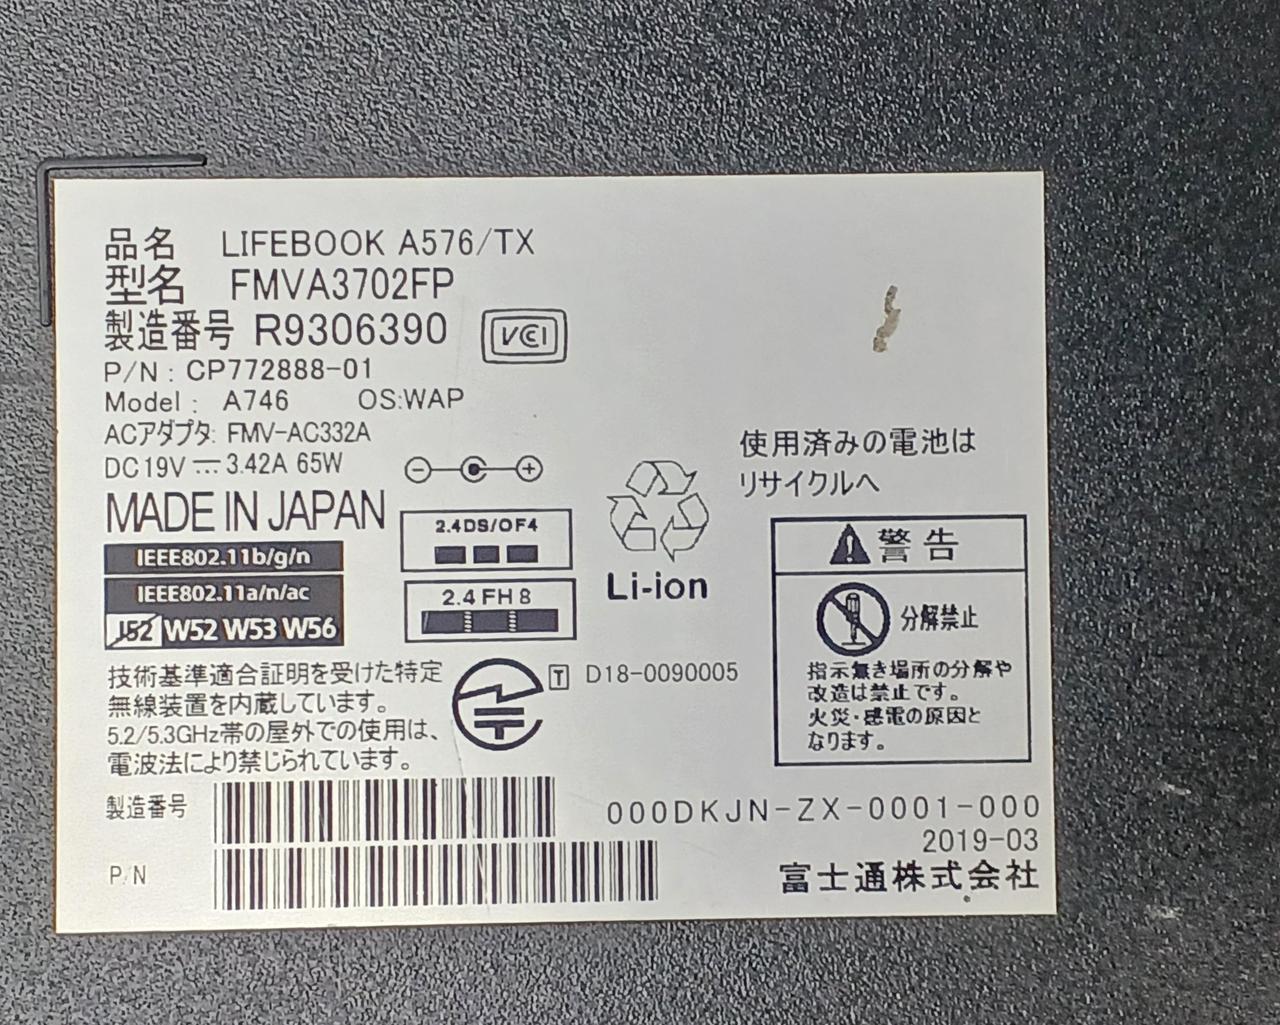 品名 LIFEBOOK A576/TX
型名 FMVA3702FP
製造番号 R9306390
VCI
P/N : CP772888-01
Model : A746 OS:WAP
ACアダプタ: FMV-AC332A
DC19V 3.42A 65W
MADE IN JAPAN
IEEE802.11b/g/n
IEEE802.11a/n/ac
J52 W52 W53 W56
2.4DS/OF4
2.4FH8
Li-ion
使用済みの電池は
リサイクルへ
警告
分解禁止
指示無き場所の分解や
改造は禁止です。
火災・感電の原因と
なります。
技術基準適合証明を受けた特定
無線装置を内蔵しています。
5.2/5.3GHz帯の屋外での使用は、
電波法により禁じられています。
T D18-0090005
製造番号
P/N
000DKJN-ZX-0001-000
2019-03
富士通株式会社